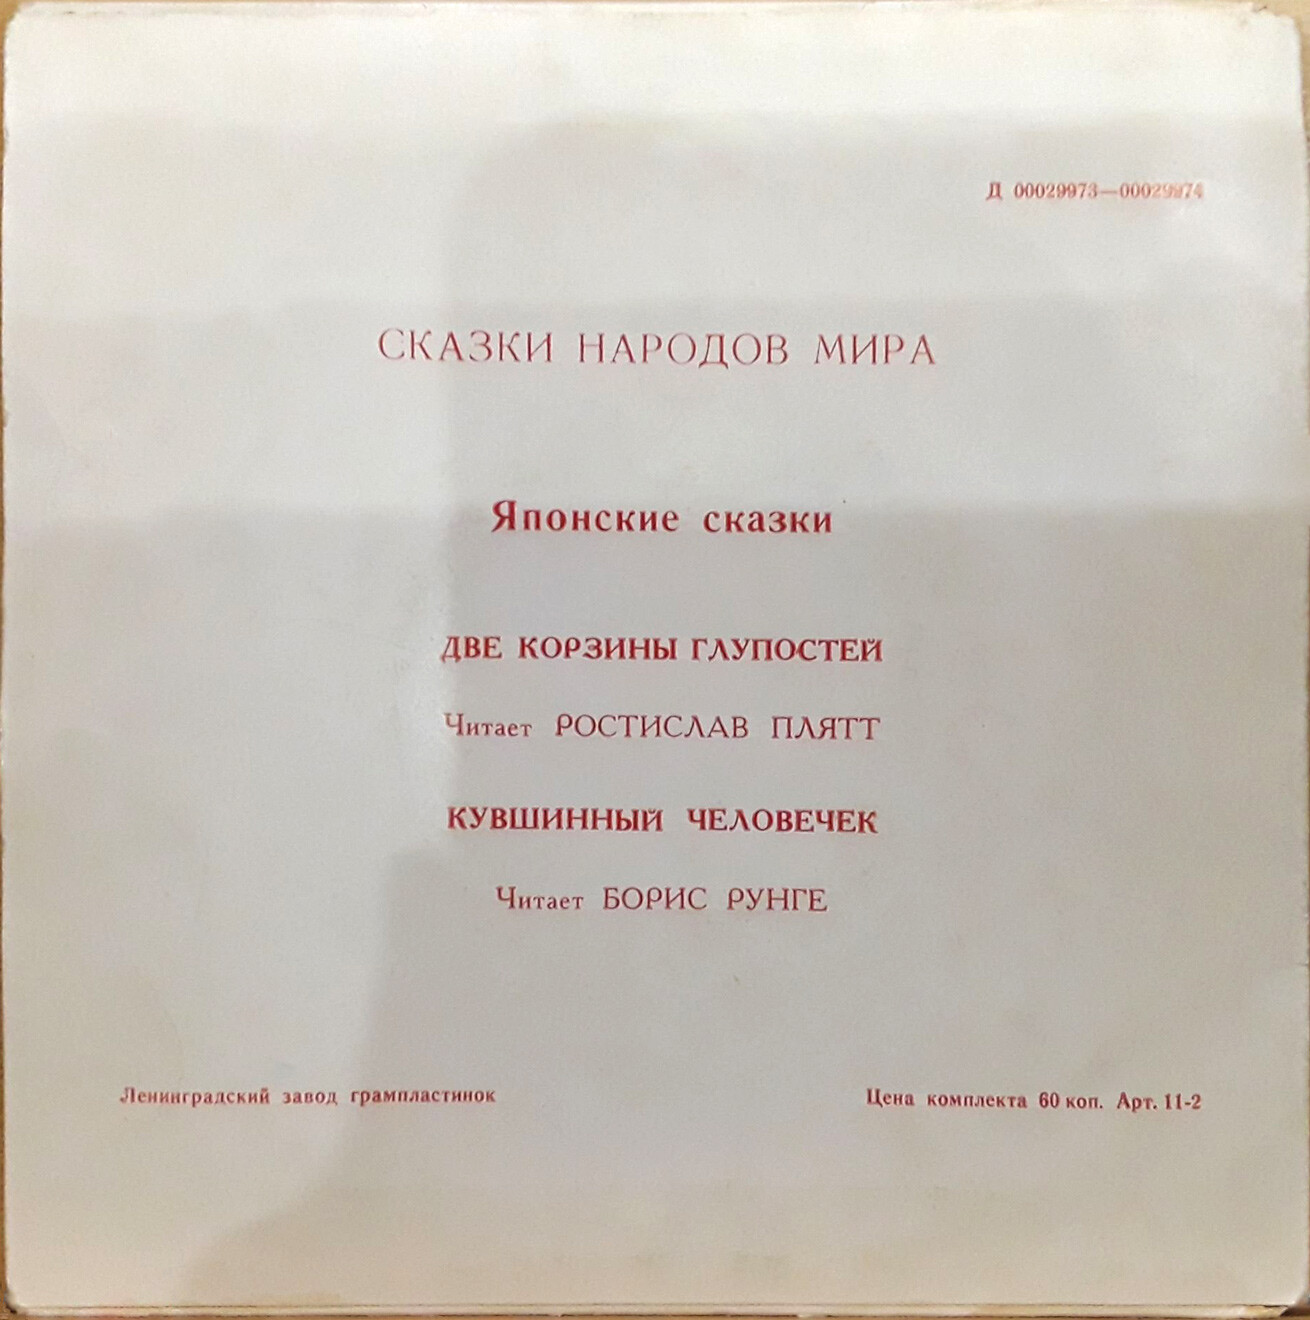 Д 00029973—00029974
СКАЗКИ НАРОДОВ МИРА
Японские сказки
ДВЕ КОРЗИНЫ ГЛУПОСТЕЙ
Читает РОСТИСЛАВ ПЛЯТТ
КУВШИННЫЙ ЧЕЛОВЕЧЕК
Читает БОРИС РУНГЕ
Ленинградский завод грампластинок
Цена комплекта 60 коп. Арт. 11-2